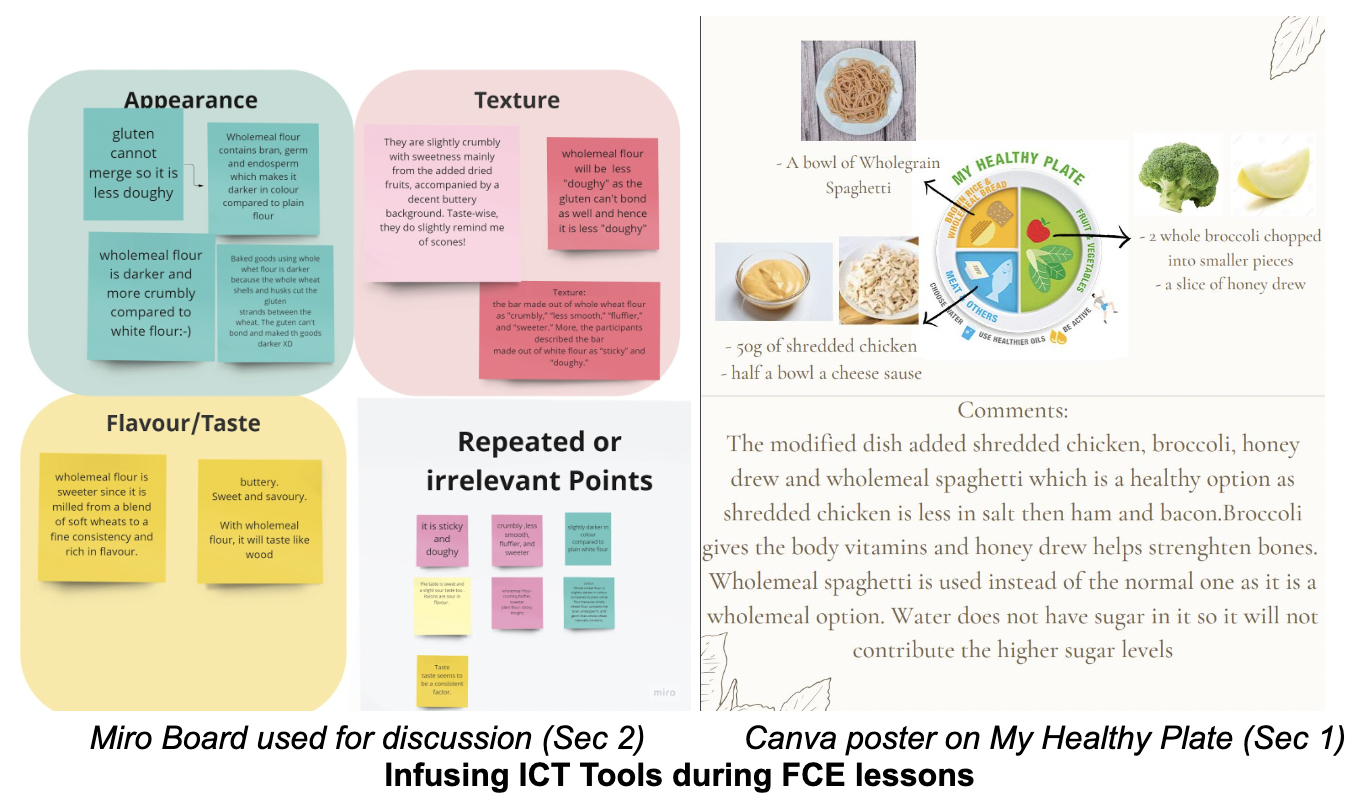 Appearance
gluten
cannot
merge so it is
less doughy
Wholemeal flour
contains bran, germ
and endosperm
which makes it
darker in colour
compared to plain
flour
wholemeal flour
is darker and
more crumbly
compared to
white flour:-)
Baked goods using whole
whet flour is darker
because the whole wheat
shells and husks cut the
gluten
strands between the
wheat. The guten can't
bond and maked th goods
darker XD
Texture
They are slightly crumbly
with sweetness mainly
from the added dried
fruits, accompanied by a
decent buttery
background. Taste-wise,
they do slightly remind me
of scones!
wholemeal flour
will be less
"doughy" as the
gluten can't bond
as well and hence
it is less "doughy"
Texture:
the bar made out of whole wheat flour
as "crumbly," "less smooth," "fluffier,"
and "sweeter." More, the participants
described the bar
made out of white flour as "sticky" and
"doughy."
Flavour/Taste
wholemeal flour is
sweeter since it is
milled from a blend
of soft wheats to a
fine consistency and
rich in flavour.
buttery.
Sweet and savoury.
With wholemeal
flour, it will taste like
wood
Repeated or
irrelevant Points
it is sticky
and
doughy
crumbly ,less
smooth,
fluffier, and
sweeter
slightly darker in
colour
compared to
plain white flour
The taste is sweet and
a slight sour taste too.
Raisins are sour in
flavour.
Taste
taste seems to
be a consistent
factor.
miro
- A bowl of Wholegrain
Spaghetti
MY HEALTHY PLATE
BROWN RICE &
WHOLEMEAL BREAD
FRUIT & VEGETABLES
MEAT & OTHERS
CHOOSE WATER
USE HEALTHIER OILS
BE ACTIVE
- 2 whole broccoli chopped
into smaller pieces
- a slice of honey drew
- 50g of shredded chicken
- half a bowl a cheese sause
Comments:
The modified dish added shredded chicken, broccoli, honey
drew and wholemeal spaghetti which is a healthy option as
shredded chicken is less in salt then ham and bacon.Broccoli
gives the body vitamins and honey drew helps strenghten bones.
Wholemeal spaghetti is used instead of the normal one as it is a
wholemeal option. Water does not have sugar in it so it will not
contribute the higher sugar levels
Miro Board used for discussion (Sec 2)
Canva poster on My Healthy Plate (Sec 1)
Infusing ICT Tools during FCE lessons